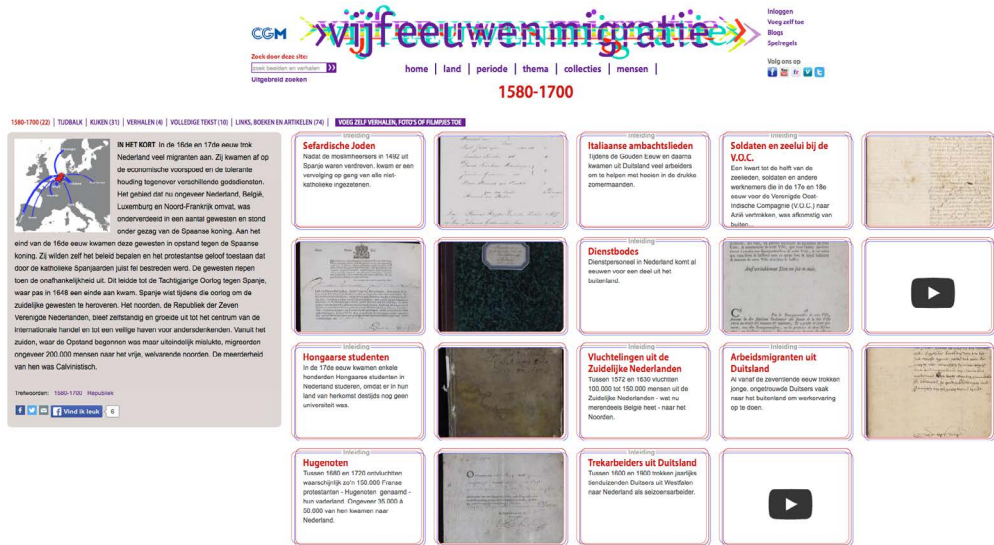 CGM
vijfeeuwenmigratie
Zoek door deze site:
zoek beelden en verhalen
Uitgebreid zoeken
home | land | periode | thema | collecties | mensen |
Inloggen
Voeg zelf toe
Blogs
Spelregels
Volg ons op
1580-1700
1580-1700 (22) | TIJDBALK | KIJKEN (31) | VERHALEN (4) | VOLLEDIGE TEKST (10) | LINKS, BOEKEN EN ARTIKELEN (74) | VOEG ZELF VERHALEN, FOTO'S OF FILMPJES TOE
IN HET KORT In de 16de en 17de eeuw trok
Nederland veel migranten aan. Zij kwamen af op
de economische voorspoed en de tolerante
houding tegenover verschillende godsdiensten.
Het gebied dat nu ongeveer Nederland, België,
Luxemburg en Noord-Frankrijk omvat, was
onderverdeeld in een aantal gewesten en stond
onder gezag van de Spaanse koning. Aan het
eind van de 16de eeuw kwamen deze gewesten in opstand tegen de Spaanse
koning. Zij wilden zelf het beleid bepalen en het protestantse geloof toestaan dat
door de katholieke Spanjaarden juist fel bestreden werd. De gewesten riepen
toen de onafhankelijkheid uit. Dit leidde tot de Tachtigjarige Oorlog tegen Spanje,
waar pas in 1648 een einde aan kwam. Spanje wist tijdens die oorlog om de
zuidelijke gewesten te heroveren. Het noorden, de Republiek der Zeven
Verenigde Nederlanden, bleef zelfstandig en groeide uit tot het centrum van de
internationale handel en tot een veilige haven voor andersdenkenden. Vanuit het
zuiden, waar de Opstand begonnen was maar uiteindelijk mislukte, migreerden
ongeveer 200.000 mensen naar het vrije, welvarende noorden. De meerderheid
van hen was Calvinistisch.
Trefwoorden: 1580-1700 Republiek
Vind ik leuk 6
Inleiding
Sefardische Joden
Nadat de moslimheersers in 1492 uit
Spanje waren verdreven, kwam er een
vervolging op gang van alle niet-
katholieke ingezetenen.
Inleiding
Italiaanse ambachtslieden
Tijdens de Gouden Eeuw en daarna
kwamen uit Duitsland veel arbeiders
om te helpen met hooien in de drukke
zomermaanden.
Inleiding
Soldaten en zeelui bij de
V.O.C.
Een kwart tot de helft van de
zeelieden, soldaten en andere
werknemers die in de 17e en 18e
eeuw voor de Verenigde Oost-
Indische Compagnie (V.O.C.) naar
Azië vertrokken, was afkomstig van
buiten...
Inleiding
Dienstbodes
Dienstpersoneel in Nederland komt al
eeuwen voor een deel uit het
buitenland.
Inleiding
Hongaarse studenten
In de 17de eeuw kwamen enkele
honderden Hongaarse studenten in
Nederland studeren, omdat er in hun
land van herkomst destijds nog geen
universiteit was.
Inleiding
Vluchtelingen uit de
Zuidelijke Nederlanden
Tussen 1572 en 1630 vluchtten
100.000 tot 150.000 mensen uit de
Zuidelijke Nederlanden - wat nu
merendeels België heet - naar het
Noorden.
Inleiding
Arbeidsmigranten uit
Duitsland
Al vanaf de zeventiende eeuw trokken
jonge, ongetrouwde Duitsers vaak
naar het buitenland om werkervaring
op te doen.
Inleiding
Hugenoten
Tussen 1680 en 1720 ontvluchtten
waarschijnlijk zo'n 150.000 Franse
protestanten - Hugenoten genaamd -
hun vaderland. Ongeveer 35.000 à
50.000 van hen kwamen naar
Nederland.
Inleiding
Trekarbeiders uit Duitsland
Tussen 1600 en 1900 trokken jaarlijks
tienduizenden Duitsers uit Westfalen
naar Nederland als seizoensarbeider.